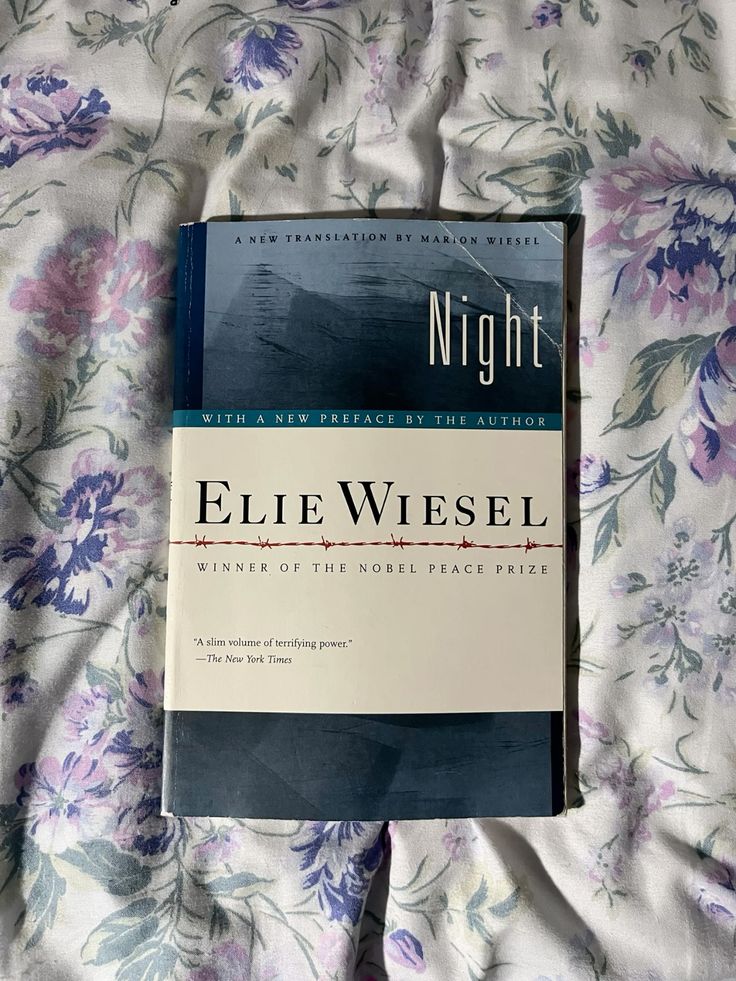 A NEW TRANSLATION BY MARION WIESEL
Night
WITH A NEW PREFACE BY THE AUTHOR
ELIE WIESEL
WINNER OF THE NOBEL PEACE PRIZE
"A slim volume of terrifying power."
—The New York Times